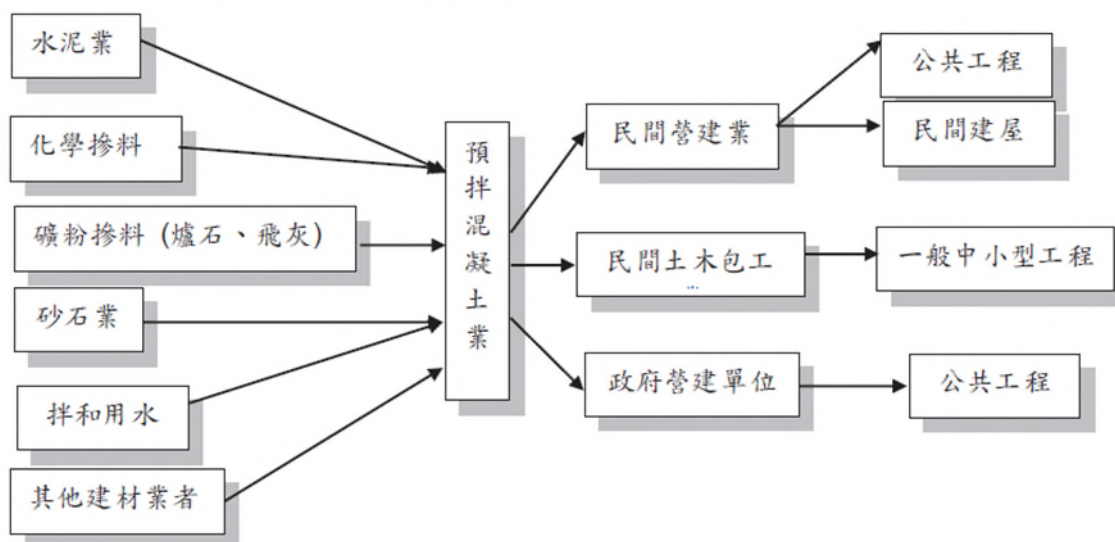 水泥業
化學摻料
礦粉摻料 (爐石、飛灰)
砂石業
拌和用水
其他建材業者
預拌混凝土業
民間營建業
民間土木包工
政府營建單位
公共工程
民間建屋
一般中小型工程
公共工程